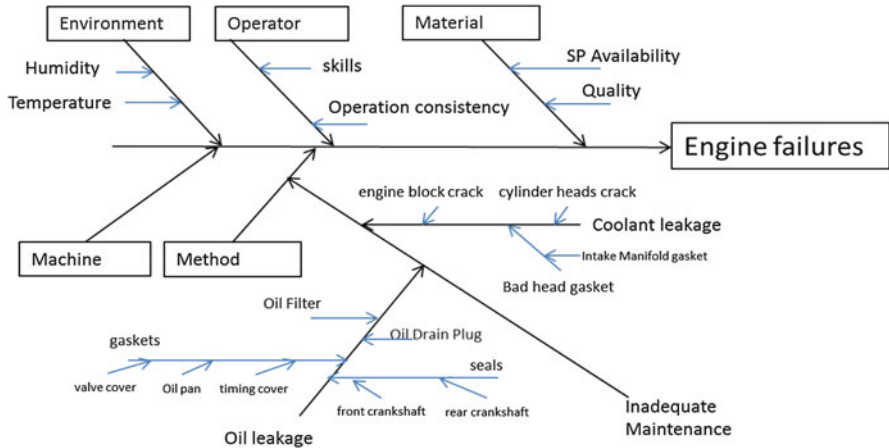 Environment
Operator
Material
Humidity
skills
SP Availability
Temperature
Operation consistency
Quality
Engine failures
engine block crack
cylinder heads crack
Coolant leakage
Machine
Method
Intake Manifold gasket
Bad head gasket
Oil Filter
Oil Drain Plug
gaskets
seals
valve cover
Oil pan
timing cover
front crankshaft
rear crankshaft
Inadequate
Maintenance
Oil leakage